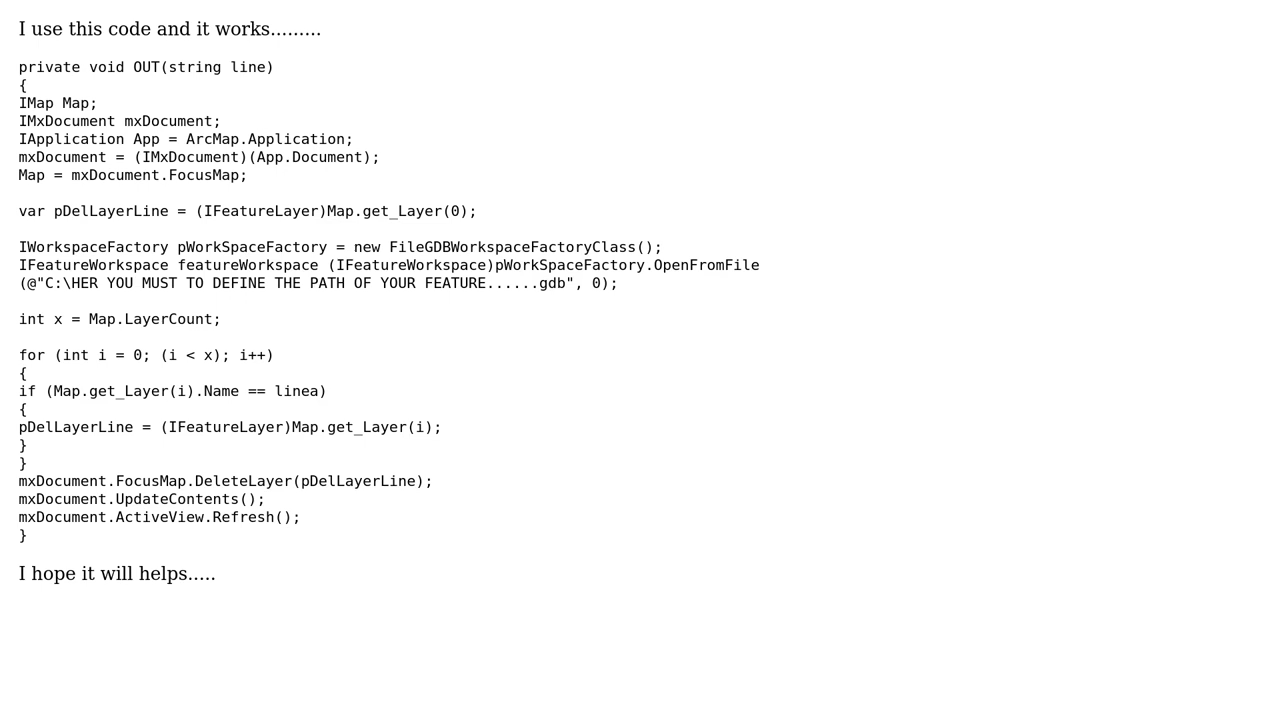 I use this code and it works.........
private void OUT(string line)
{
IMap Map;
IMxDocument mxDocument;
IApplication App = ArcMap.Application;
mxDocument = (IMxDocument)(App.Document);
Map = mxDocument.FocusMap;
var pDelLayerLine = (IFeatureLayer)Map.get_Layer(0);
IWorkspaceFactory pWorkSpaceFactory = new FileGDBWorkspaceFactoryClass();
IFeatureWorkspace featureWorkspace (IFeatureWorkspace)pWorkSpaceFactory.OpenFromFile
(@"C:\HER YOU MUST TO DEFINE THE PATH OF YOUR FEATURE......gdb", 0);
int x = Map.LayerCount;
for (int i = 0; (i < x); i++)
{
if (Map.get_Layer(i).Name == linea)
{
pDelLayerLine = (IFeatureLayer)Map.get_Layer(i);
}
}
mxDocument.FocusMap.DeleteLayer(pDelLayerLine);
mxDocument.UpdateContents();
mxDocument.ActiveView.Refresh();
}
I hope it will helps.....